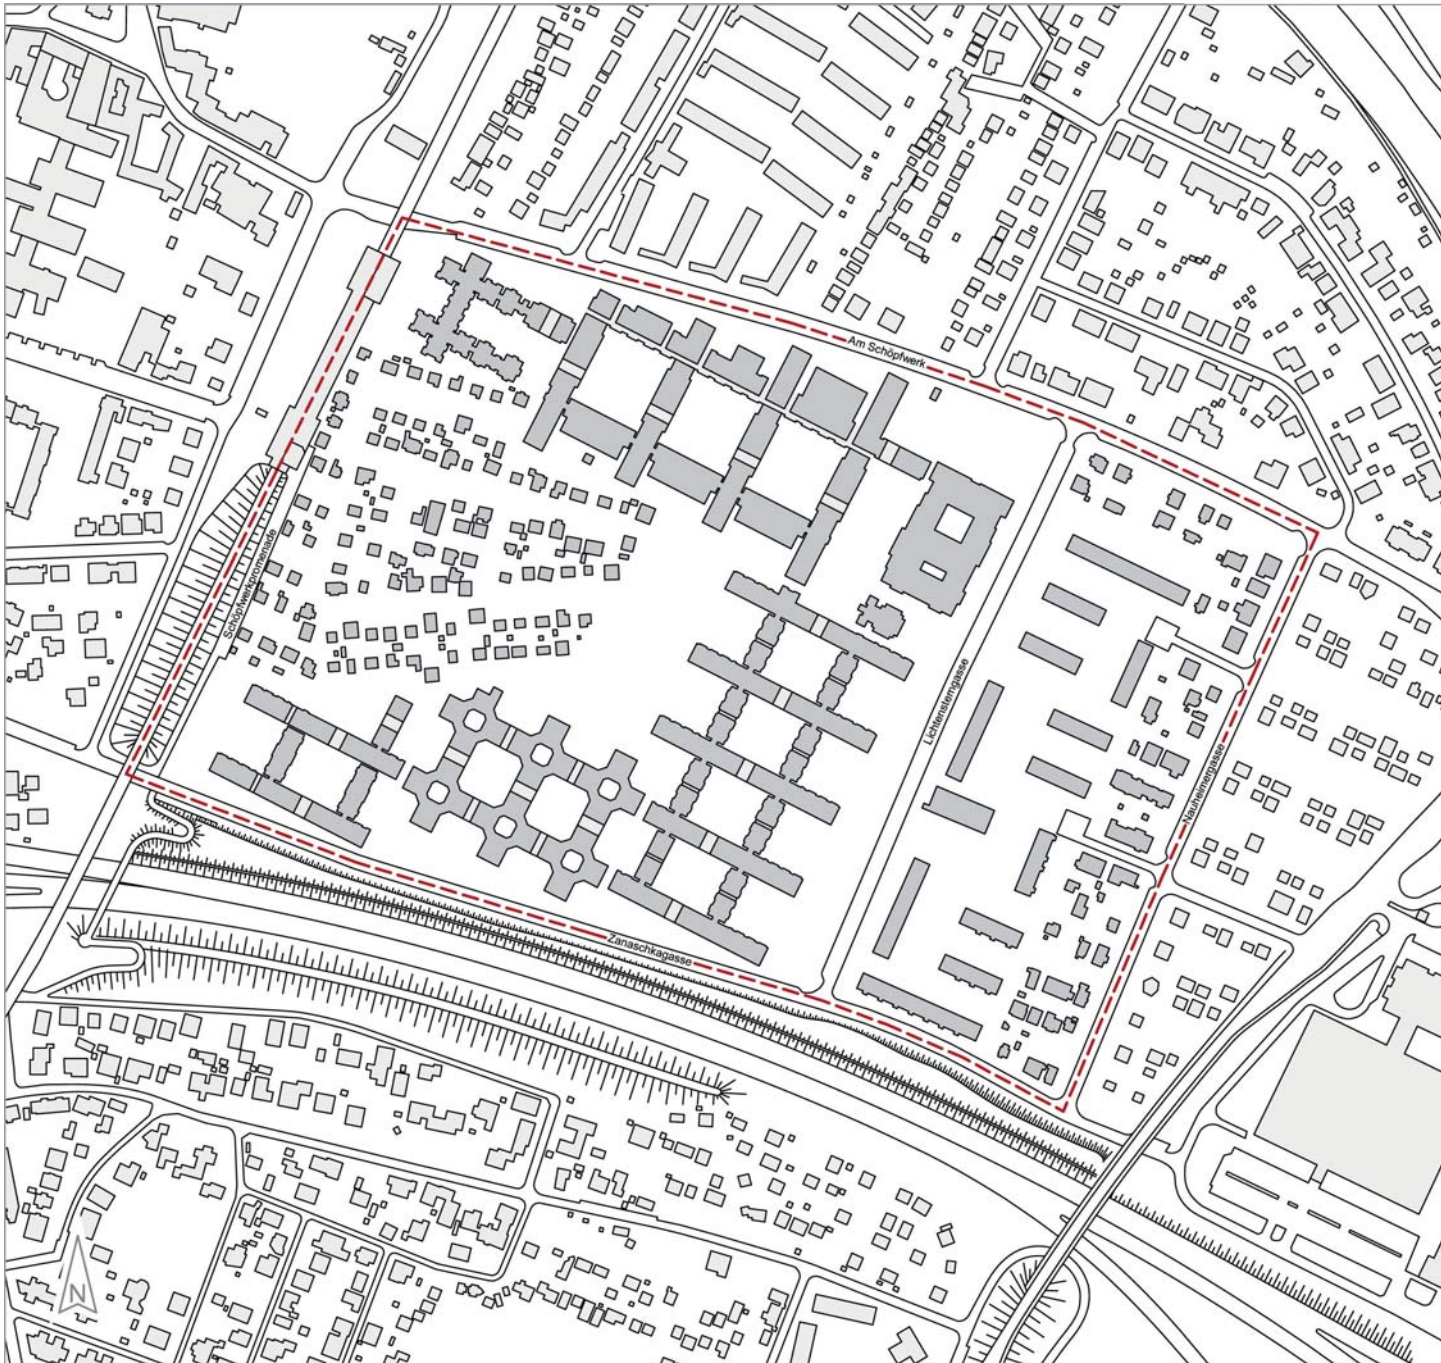 Am Schöpfwerk
Schöpfwerkpromenade
Lichtensterngasse
Nauheimergasse
Zanaschkagasse
N